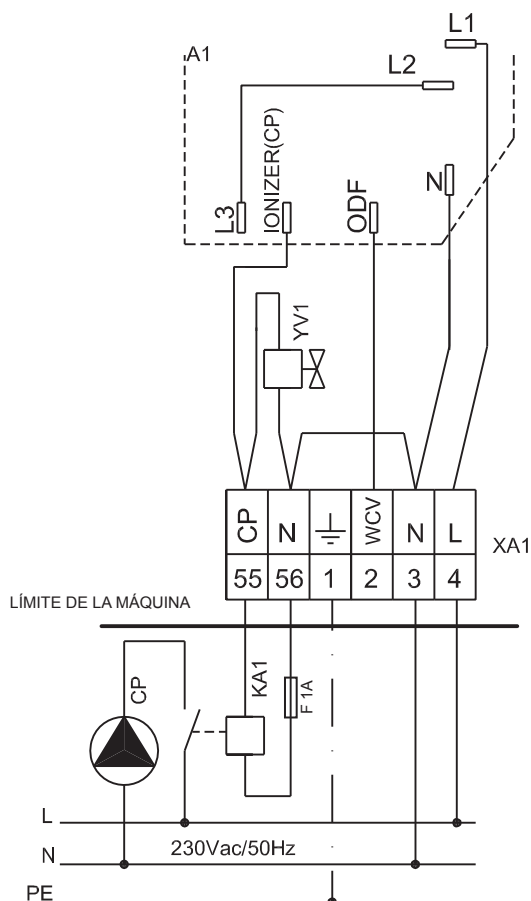 L1
A1
L2
IONIZER(CP)
N
L3
ODF
YV1
CP N WCV N L
XA1
55 56 1 2 3 4
LÍMITE DE LA MÁQUINA
CP
KA1
F 1A
L
N
230Vac/50Hz
PE